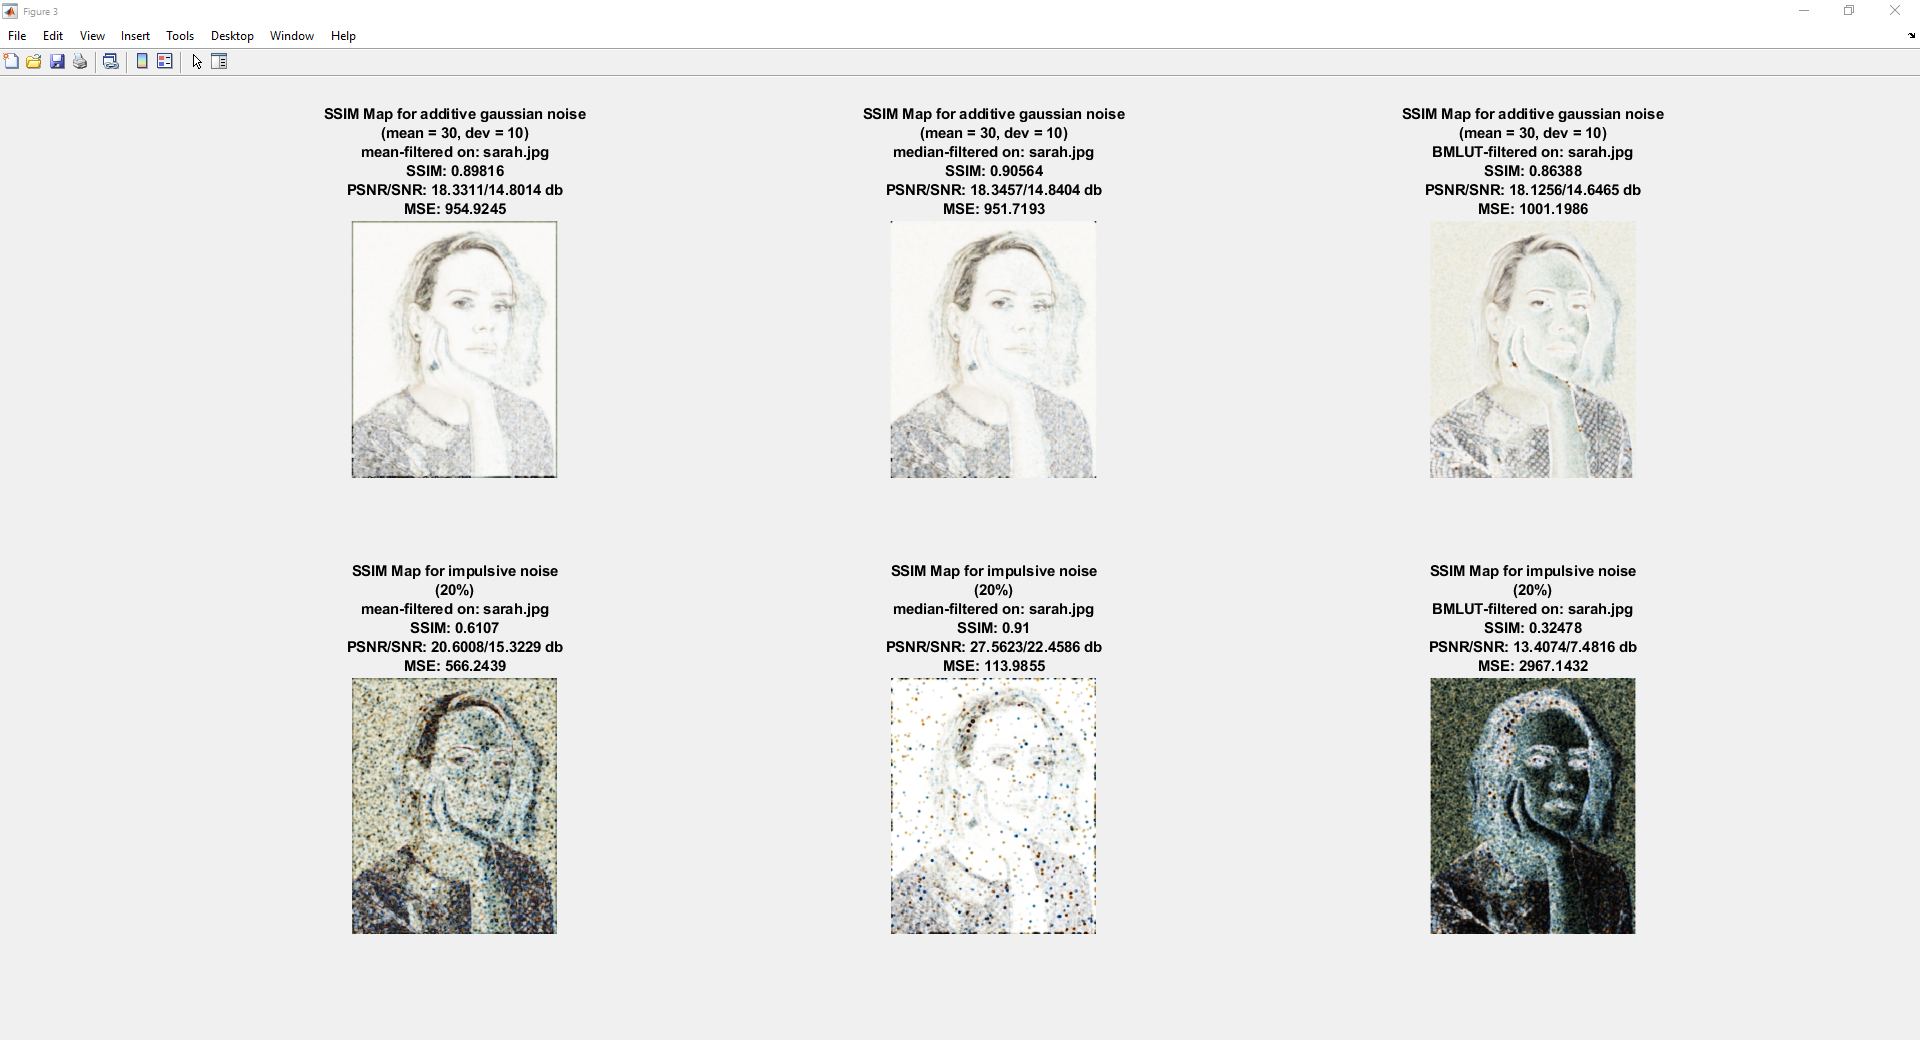 Figure 3
File Edit View Insert Tools Desktop Window Help
SSIM Map for additive gaussian noise
(mean = 30, dev = 10)
mean-filtered on: sarah.jpg
SSIM: 0.89816
PSNR/SNR: 18.3311/14.8014 db
MSE: 954.9245
SSIM Map for additive gaussian noise
(mean = 30, dev = 10)
median-filtered on: sarah.jpg
SSIM: 0.90564
PSNR/SNR: 18.3457/14.8404 db
MSE: 951.7193
SSIM Map for additive gaussian noise
(mean = 30, dev = 10)
BMLUT-filtered on: sarah.jpg
SSIM: 0.86388
PSNR/SNR: 18.1256/14.6465 db
MSE: 1001.1986
SSIM Map for impulsive noise
(20%)
mean-filtered on: sarah.jpg
SSIM: 0.6107
PSNR/SNR: 20.6008/15.3229 db
MSE: 566.2439
SSIM Map for impulsive noise
(20%)
median-filtered on: sarah.jpg
SSIM: 0.91
PSNR/SNR: 27.5623/22.4586 db
MSE: 113.9855
SSIM Map for impulsive noise
(20%)
BMLUT-filtered on: sarah.jpg
SSIM: 0.32478
PSNR/SNR: 13.4074/7.4816 db
MSE: 2967.1432